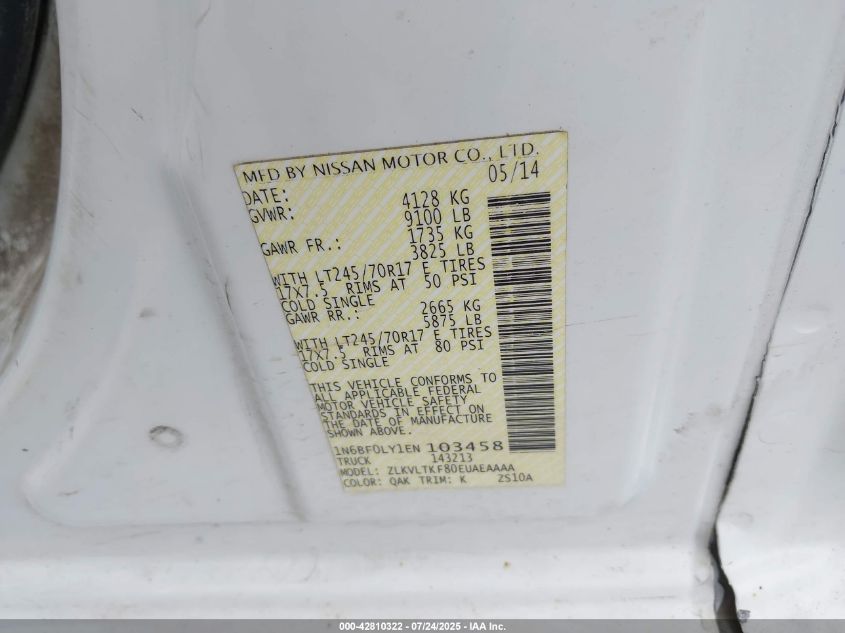 MFD BY NISSAN MOTOR CO., LTD.
DATE: 05/14
GVWR: 4128 KG
9100 LB
GAWR FR.: 1735 KG
3825 LB
WITH LT245/70R17 E TIRES
17X7.5 RIMS AT 50 PSI
COLD SINGLE
GAWR RR.: 2665 KG
5875 LB
WITH LT245/70R17 E TIRES
17X7.5 RIMS AT 80 PSI
COLD SINGLE
THIS VEHICLE CONFORMS TO
ALL APPLICABLE FEDERAL
MOTOR VEHICLE SAFETY
STANDARDS IN EFFECT ON
THE DATE OF MANUFACTURE
SHOWN ABOVE.
1N6BF0LY1EN 103458
TRUCK 143213
MODEL: ZLKVLTKF80EUAEAAAA
COLOR: QAK TRIM: K ZS10A
000-42810322 - 07/24/2025 - IAA Inc.